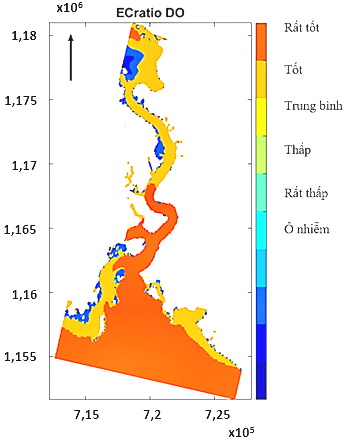 x10⁶
ECratio DO
1,18
1,175
1,17
1,165
1,16
1,155
7,15
7,2
7,25
x10⁵
Rất tốt
Tốt
Trung bình
Thấp
Rất thấp
Ô nhiễm